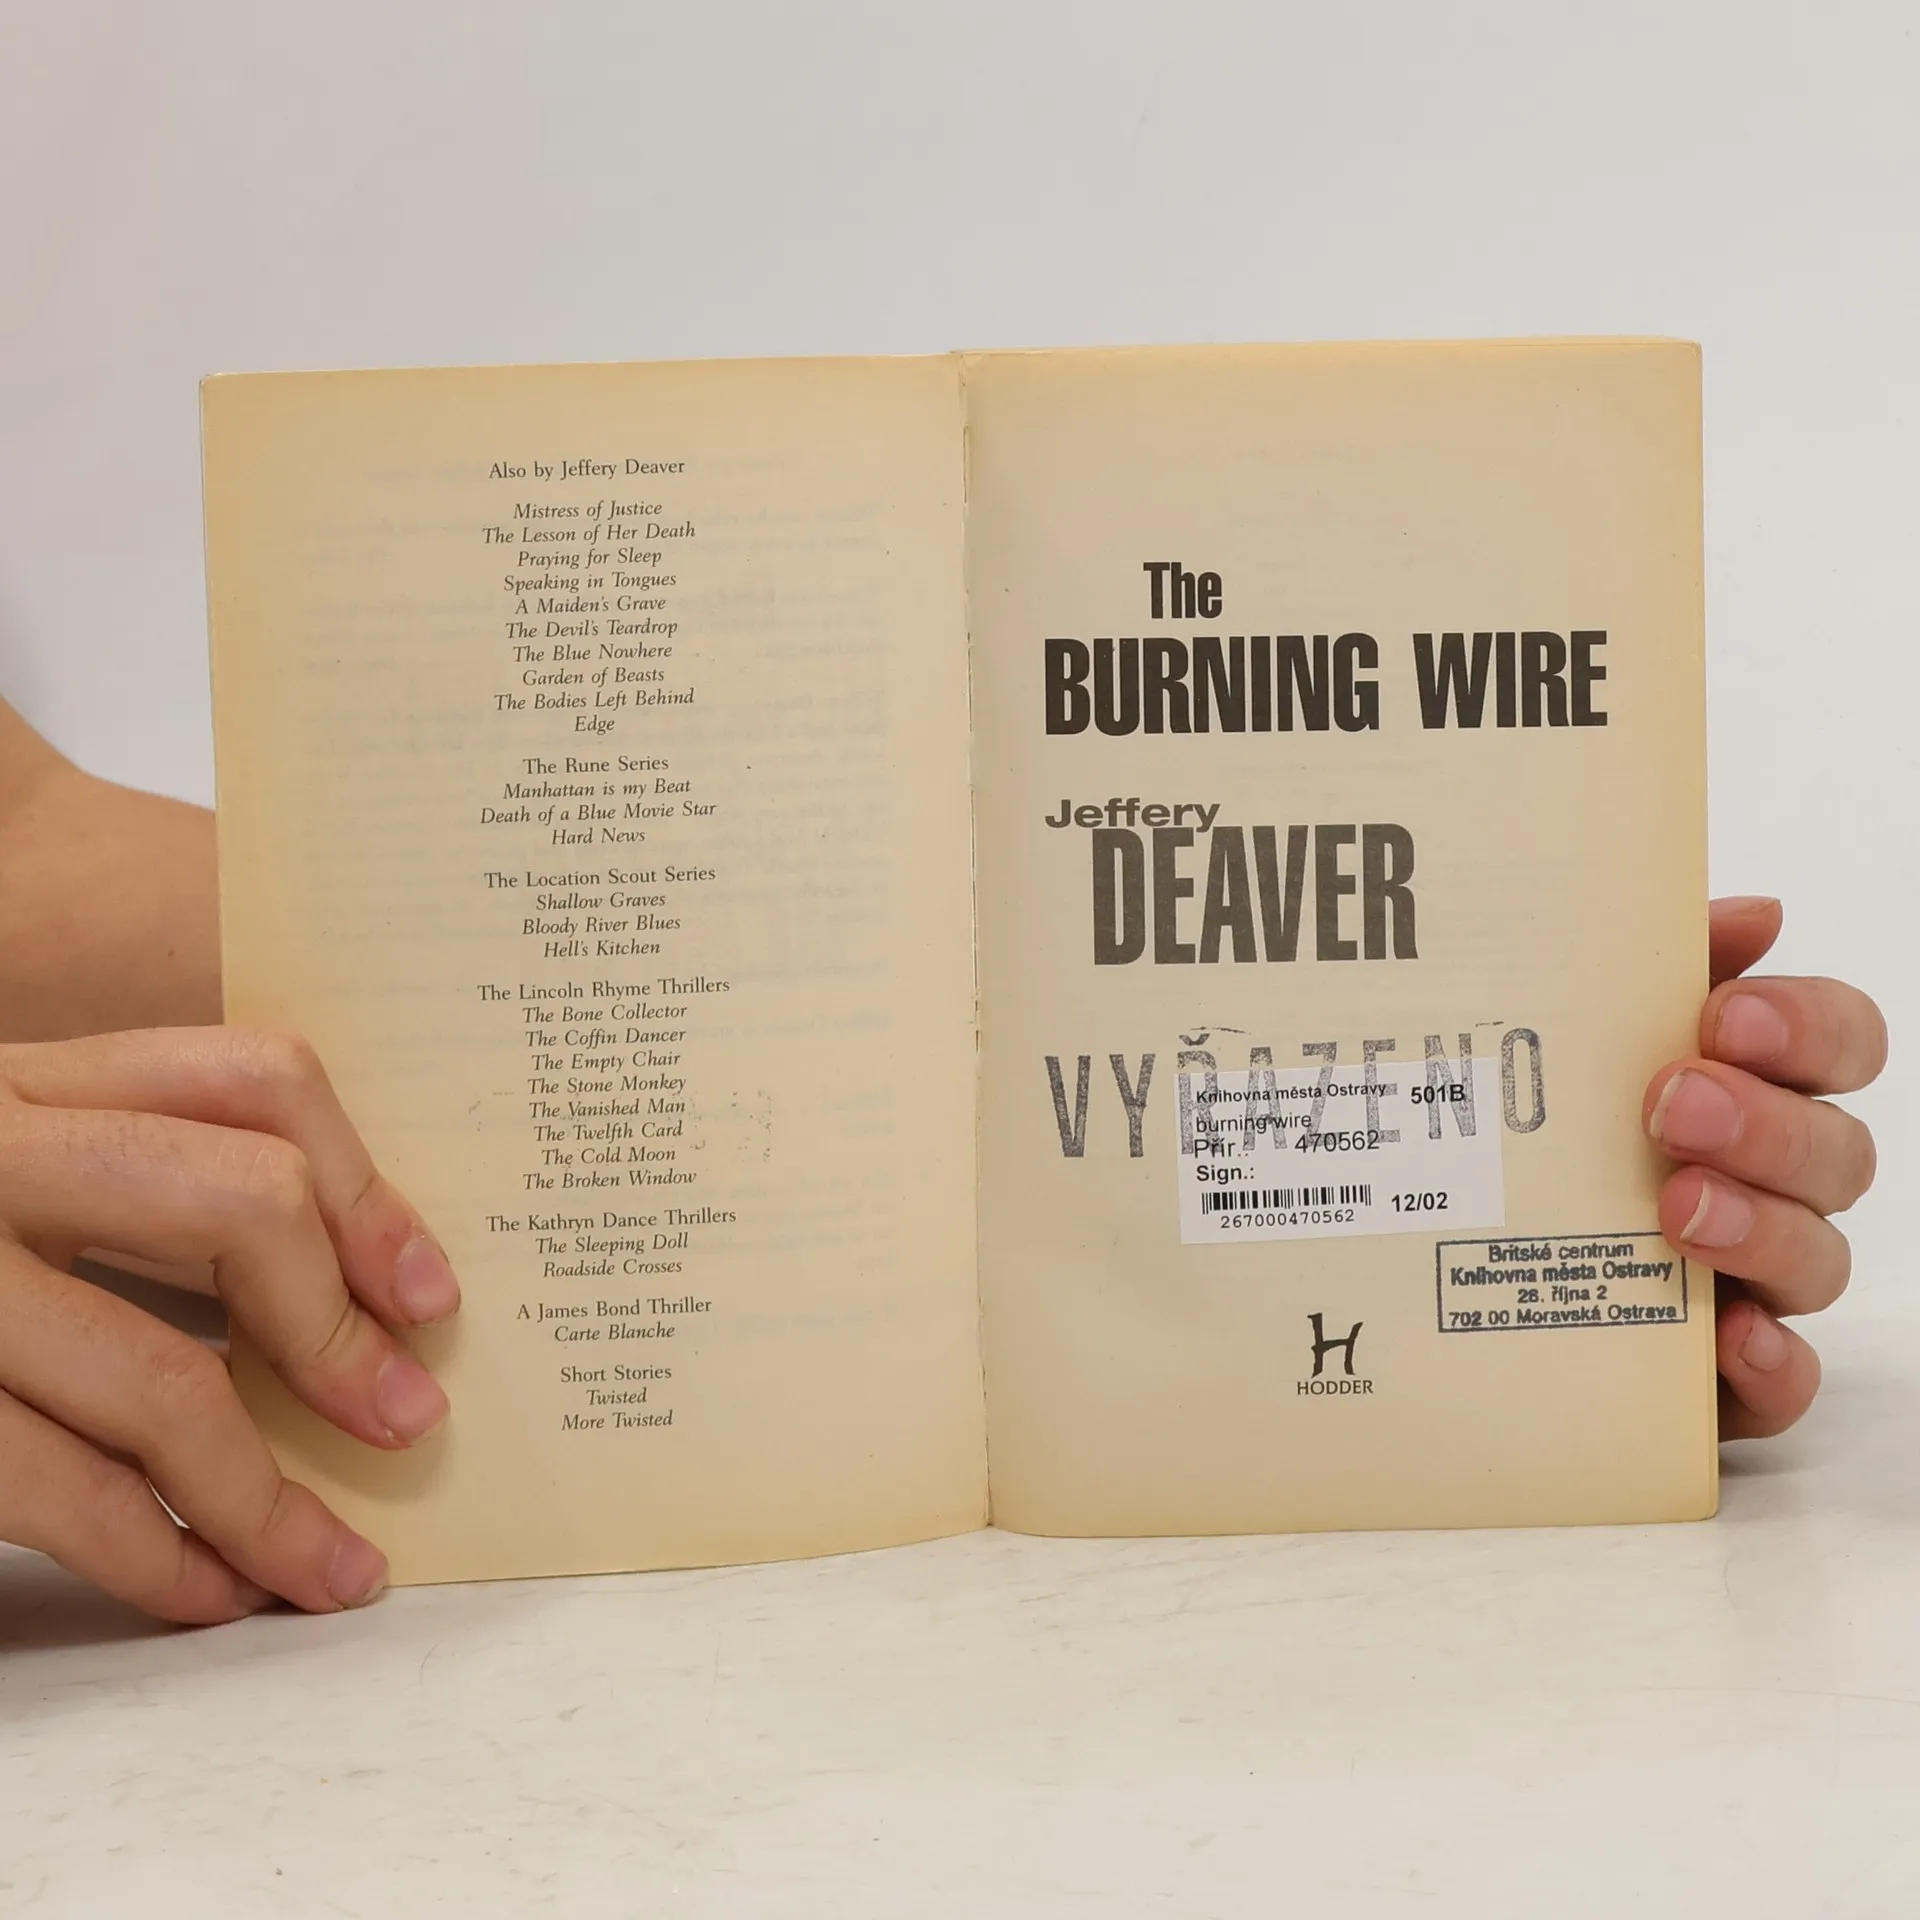 Also by Jeffery Deaver
Mistress of Justice
The Lesson of Her Death
Praying for Sleep
Speaking in Tongues
A Maiden's Grave
The Devil's Teardrop
The Blue Nowhere
Garden of Beasts
The Bodies Left Behind
Edge
The Rune Series
Manhattan is my Beat
Death of a Blue Movie Star
Hard News
The Location Scout Series
Shallow Graves
Bloody River Blues
Hell's Kitchen
The Lincoln Rhyme Thrillers
The Bone Collector
The Coffin Dancer
The Empty Chair
The Stone Monkey
The Vanished Man
The Twelfth Card
The Cold Moon
The Broken Window
The Kathryn Dance Thrillers
The Sleeping Doll
Roadside Crosses
A James Bond Thriller
Carte Blanche
Short Stories
Twisted
More Twisted
The
BURNING WIRE
Jeffery
DEAVER
VYŘAZENO
Knihovna města Ostravy 501B
burning wire
Přír.: 470562
Sign.:
12/02
267000470562
Britské centrum
Knihovna města Ostravy
28. října 2
702 00 Moravská Ostrava
HODDER